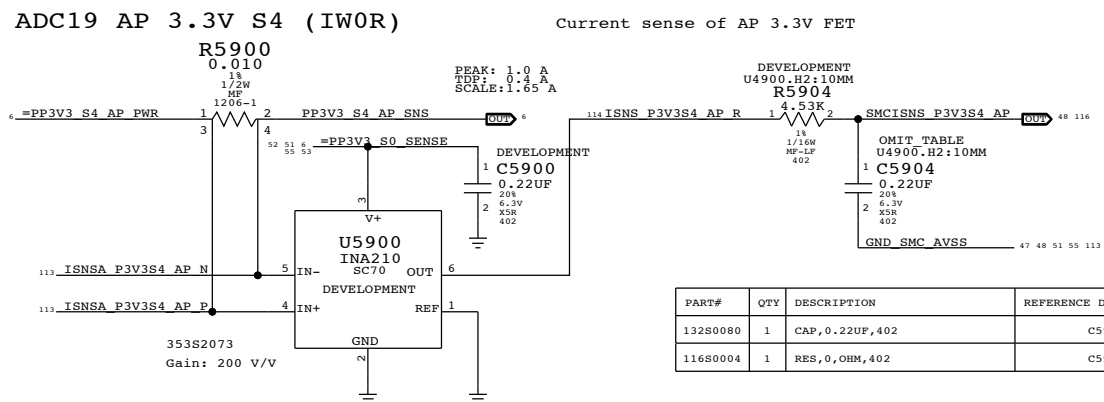 ADC19 AP 3.3V S4 (IW0R)
Current sense of AP 3.3V FET
R5900
0.010
1%
1/2W
MF
1206-1
PEAK: 1.0 A
TDP: 0.4 A
SCALE:1.65 A
DEVELOPMENT
U4900.H2:10MM
R5904
4.53K
6 =PP3V3_S4_AP_PWR 1 2 PP3V3_S4_AP_SNS OUT 6
3 4
114 ISNS_P3V3S4_AP_R 1 2 SMCISNS_P3V3S4_AP OUT 48 116
1%
1/16W
MF-LF
402
52 51 6
55 53
=PP3V3_S0_SENSE
DEVELOPMENT
1 C5900
0.22UF
20%
2 6.3V
X5R
402
OMIT_TABLE
U4900.H2:10MM
1 C5904
0.22UF
20%
2 6.3V
X5R
402
GND_SMC_AVSS 47 48 51 55 113
3
V+
U5900
INA210
SC70
DEVELOPMENT
113 ISNSA_P3V3S4_AP_N 5 IN- OUT 6
113 ISNSA_P3V3S4_AP_P 4 IN+ REF 1
GND
2
353S2073
Gain: 200 V/V
PART# QTY DESCRIPTION REFERENCE D
132S0080 1 CAP,0.22UF,402 C5
116S0004 1 RES,0,OHM,402 C5